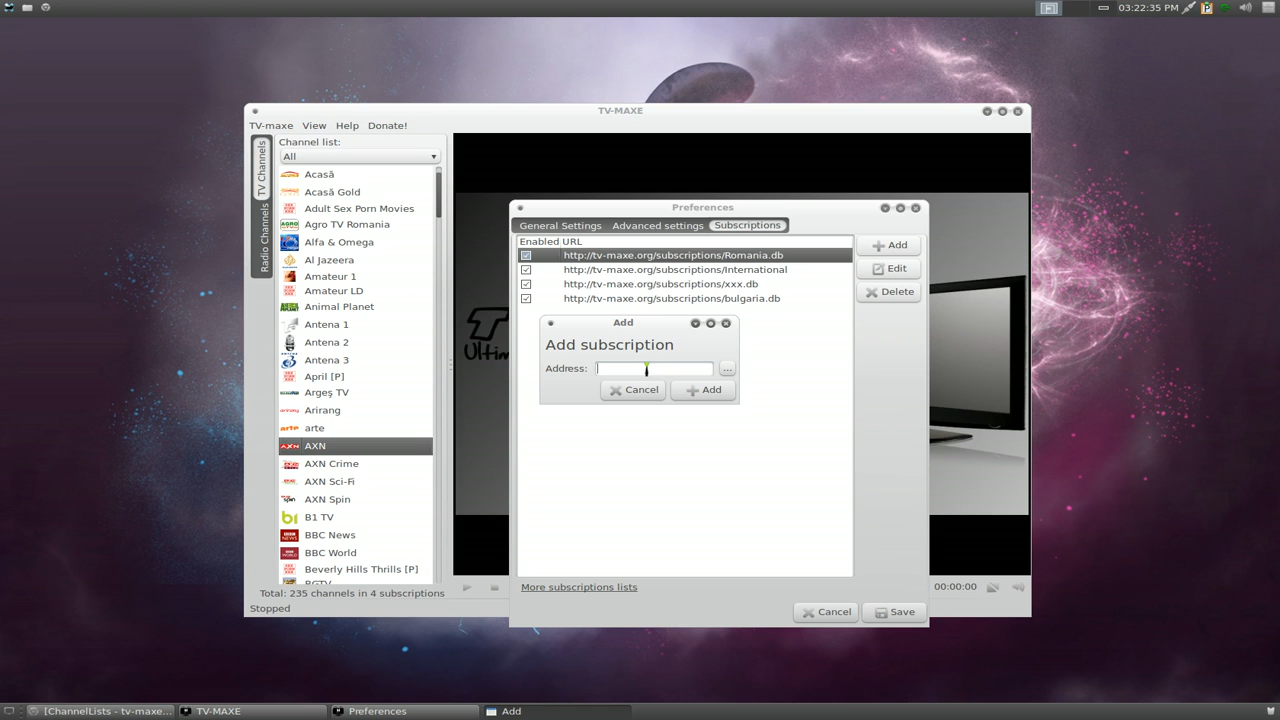 03:22:35 PM
TV-MAXE
TV-maxe View Help Donate!
TV Channels
Radio Channels
Channel list:
All
Acasă
Acasă Gold
Adult Sex Porn Movies
Agro TV Romania
Alfa & Omega
Al Jazeera
Amateur 1
Amateur LD
Animal Planet
Antena 1
Antena 2
Antena 3
April [P]
Argeș TV
Arirang
arte
AXN
AXN Crime
AXN Sci-Fi
AXN Spin
B1 TV
BBC News
BBC World
Beverly Hills Thrills [P]
Total: 235 channels in 4 subscriptions
Stopped
00:00:00
Preferences
General Settings Advanced settings Subscriptions
Enabled URL
http://tv-maxe.org/subscriptions/Romania.db
http://tv-maxe.org/subscriptions/International
http://tv-maxe.org/subscriptions/xxx.db
http://tv-maxe.org/subscriptions/bulgaria.db
Add
Edit
Delete
Add
Add subscription
Address:
...
Cancel Add
More subscriptions lists
Cancel Save
[ChannelLists - tv-maxe... TV-MAXE Preferences Add